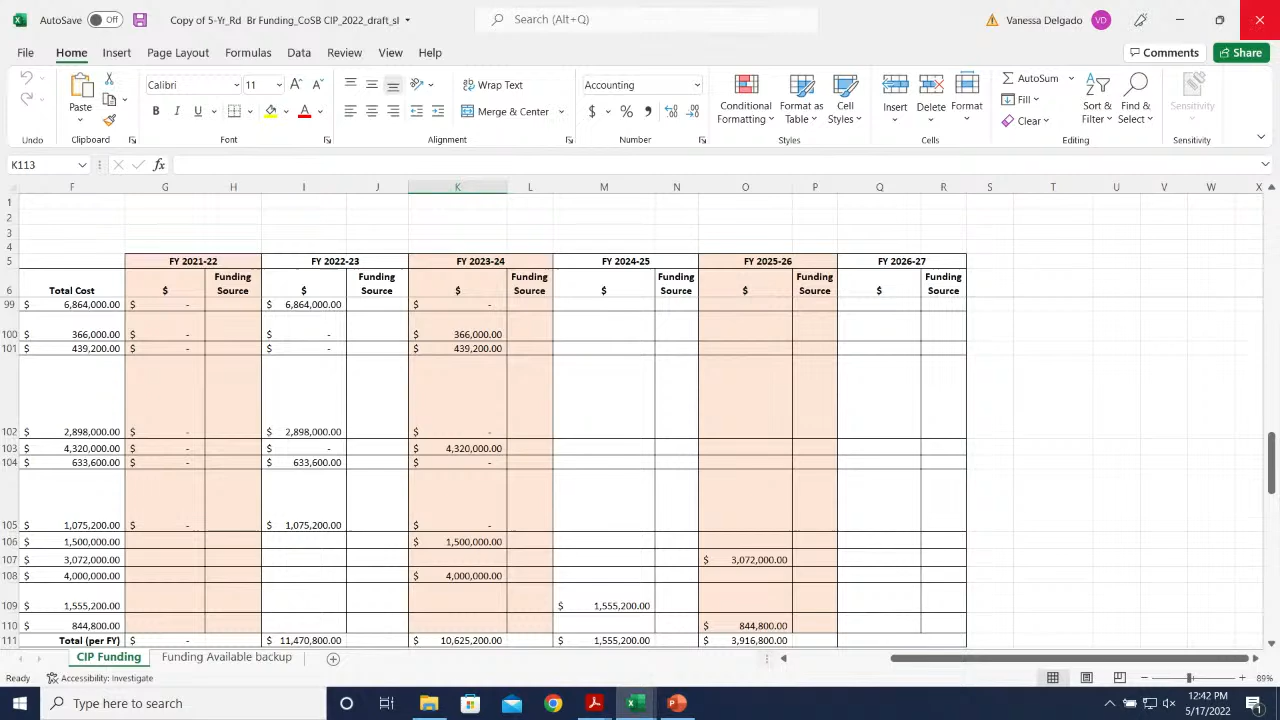 AutoSave Off Copy of 5-Yr_Rd Br Funding_CoSB CIP_2022_draft_sl Search (Alt+Q) Vanessa Delgado VD
File Home Insert Page Layout Formulas Data Review View Help Comments Share
Calibri 11 Wrap Text Accounting AutoSum
Paste Conditional Format as Cell Insert Delete Format Fill Sort & Find & Sensitivity
B I U Merge & Center $ % Formatting Table Styles Clear Filter Select
Undo Clipboard Font Alignment Number Styles Cells Editing Sensitivity
K113 fx
F G H I J K L M N O P Q R S T U V W X
1
2
3
4
5 FY 2021-22 FY 2022-23 FY 2023-24 FY 2024-25 FY 2025-26 FY 2026-27
Funding Funding Funding Funding Funding Funding
6 Total Cost $ Source $ Source $ Source $ Source $ Source $ Source
99 $ 6,864,000.00 $ - $ 6,864,000.00 $ -
100 $ 366,000.00 $ - $ - $ 366,000.00
101 $ 439,200.00 $ - $ - $ 439,200.00
102 $ 2,898,000.00 $ - $ 2,898,000.00 $ -
103 $ 4,320,000.00 $ - $ - $ 4,320,000.00
104 $ 633,600.00 $ - $ 633,600.00 $ -
105 $ 1,075,200.00 $ - $ 1,075,200.00 $ -
106 $ 1,500,000.00 $ 1,500,000.00
107 $ 3,072,000.00 $ 3,072,000.00
108 $ 4,000,000.00 $ 4,000,000.00
109 $ 1,555,200.00 $ 1,555,200.00
110 $ 844,800.00 $ 844,800.00
111 Total (per FY) $ - $ 11,470,800.00 $ 10,625,200.00 $ 1,555,200.00 $ 3,916,800.00
CIP Funding Funding Available backup
Ready Accessibility: Investigate 89%
Type here to search 12:42 PM
5/17/2022 1